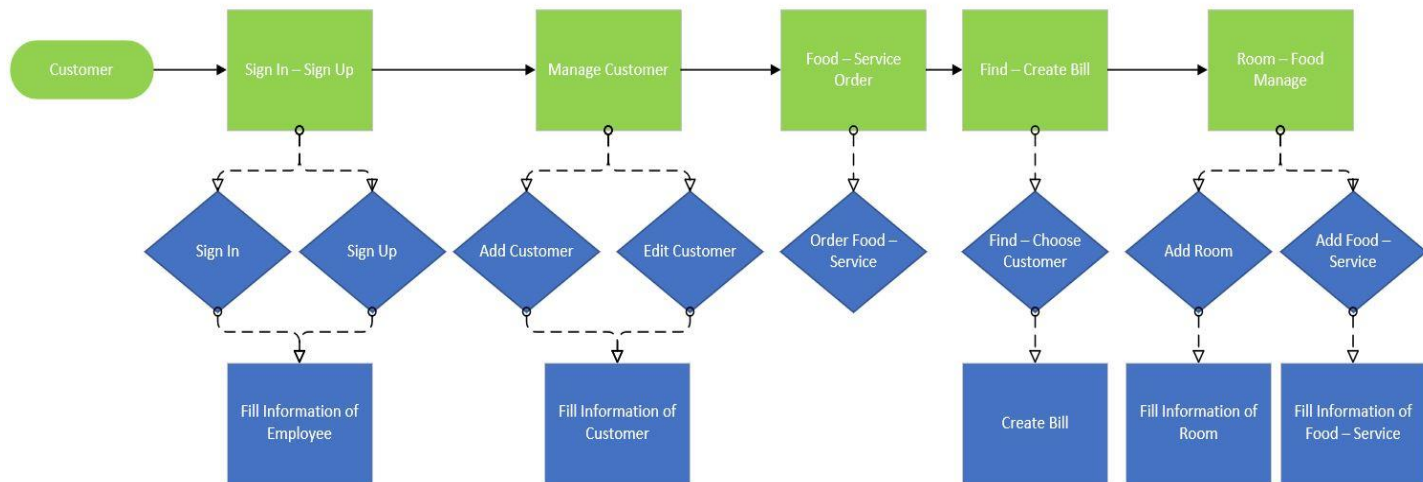 Customer
Sign In – Sign Up
Manage Customer
Food – Service
Order
Find – Create Bill
Room – Food
Manage
Sign In
Sign Up
Add Customer
Edit Customer
Order Food –
Service
Find – Choose
Customer
Add Room
Add Food –
Service
Fill Information of
Employee
Fill Information of
Customer
Create Bill
Fill Information of
Room
Fill Information of
Food – Service